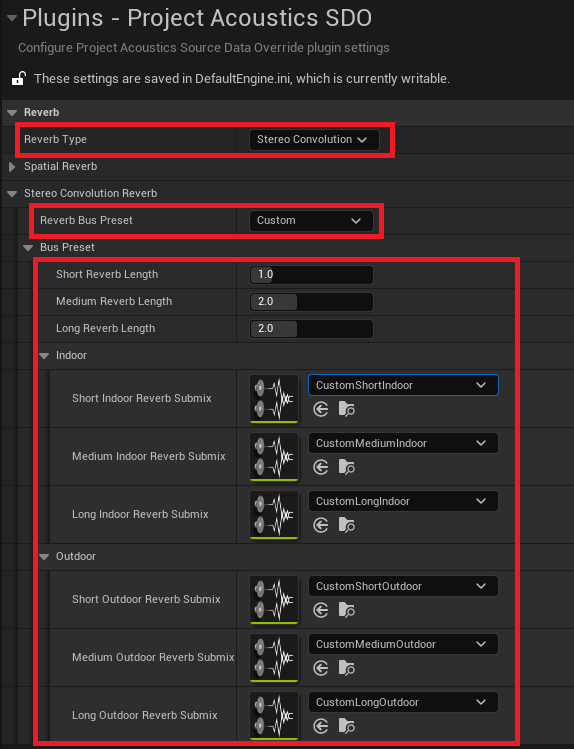 Plugins - Project Acoustics SDO
Configure Project Acoustics Source Data Override plugin settings
These settings are saved in DefaultEngine.ini, which is currently writable.
Reverb
Reverb Type Stereo Convolution
Spatial Reverb
Stereo Convolution Reverb
Reverb Bus Preset Custom
Bus Preset
Short Reverb Length 1.0
Medium Reverb Length 2.0
Long Reverb Length 2.0
Indoor
Short Indoor Reverb Submix CustomShortIndoor
Medium Indoor Reverb Submix CustomMediumIndoor
Long Indoor Reverb Submix CustomLongIndoor
Outdoor
Short Outdoor Reverb Submix CustomShortOutdoor
Medium Outdoor Reverb Submix CustomMediumOutdoor
Long Outdoor Reverb Submix CustomLongOutdoor